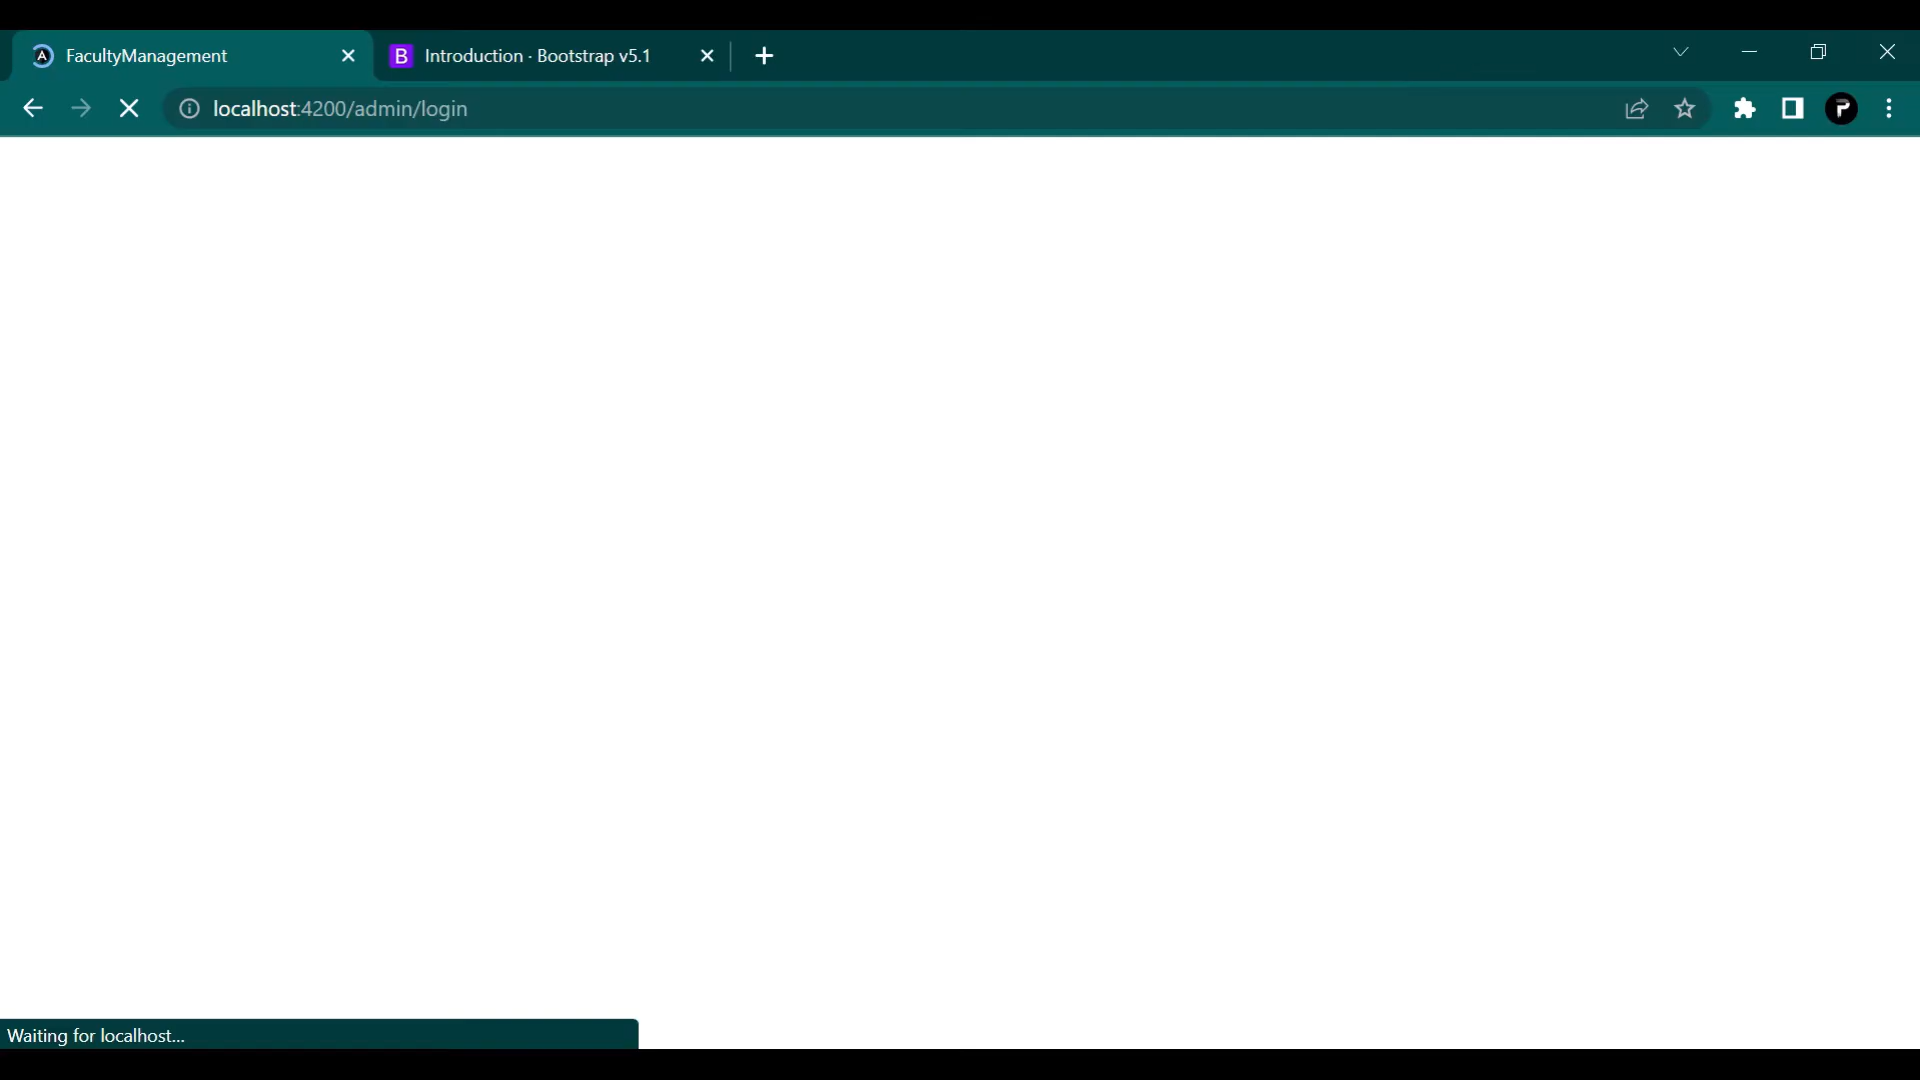 FacultyManagement
Introduction · Bootstrap v5.1
localhost:4200/admin/login
Waiting for localhost...